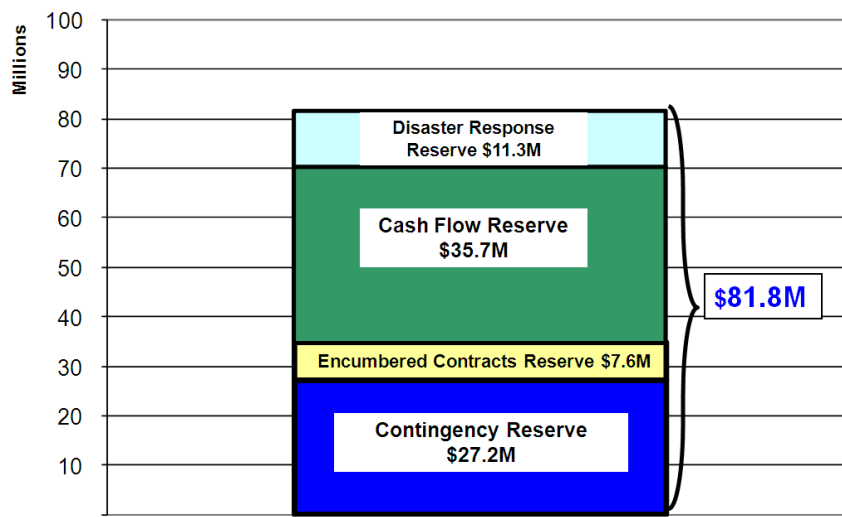 Millions
100
90
80
70
60
50
40
30
20
10
Disaster Response
Reserve $11.3M
Cash Flow Reserve
$35.7M
Encumbered Contracts Reserve $7.6M
Contingency Reserve
$27.2M
$81.8M